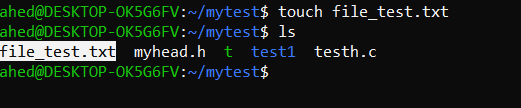 ahed@DESKTOP-OK5G6FV:~/mytest$ touch file_test.txt
ahed@DESKTOP-OK5G6FV:~/mytest$ ls
file_test.txt  myhead.h  t  test1  testh.c
ahed@DESKTOP-OK5G6FV:~/mytest$